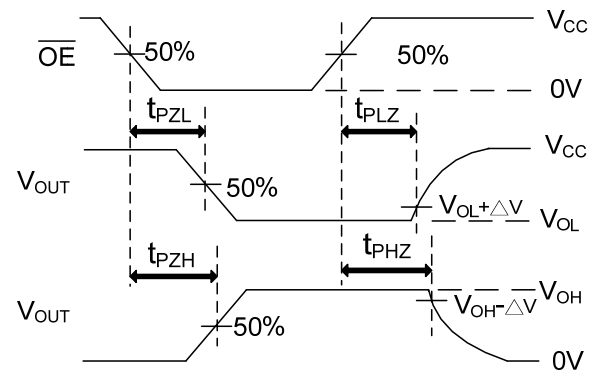 VCC
OE 50% 50%
0V
tPZL tPLZ
VCC
VOUT 50% VOL+△V
VOL
tPZH tPHZ
VOH
VOUT 50% VOH−△V
0V